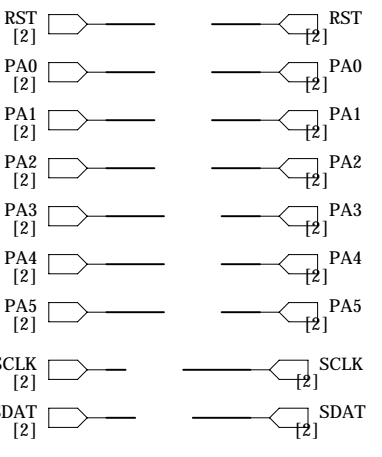 RST RST
[2] [2]
PA0 PA0
[2] [2]
PA1 PA1
[2] [2]
PA2 PA2
[2] [2]
PA3 PA3
[2] [2]
PA4 PA4
[2] [2]
PA5 PA5
[2] [2]
SCLK SCLK
[2] [2]
SDAT SDAT
[2] [2]